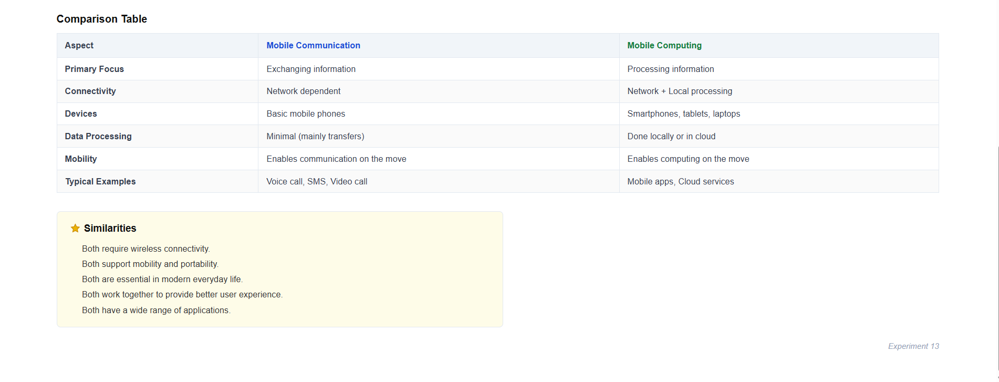 Comparison Table
Aspect Mobile Communication Mobile Computing
Primary Focus Exchanging information Processing information
Connectivity Network dependent Network + Local processing
Devices Basic mobile phones Smartphones, tablets, laptops
Data Processing Minimal (mainly transfers) Done locally or in cloud
Mobility Enables communication on the move Enables computing on the move
Typical Examples Voice call, SMS, Video call Mobile apps, Cloud services
Similarities
Both require wireless connectivity.
Both support mobility and portability.
Both are essential in modern everyday life.
Both work together to provide better user experience.
Both have a wide range of applications.
Experiment 13